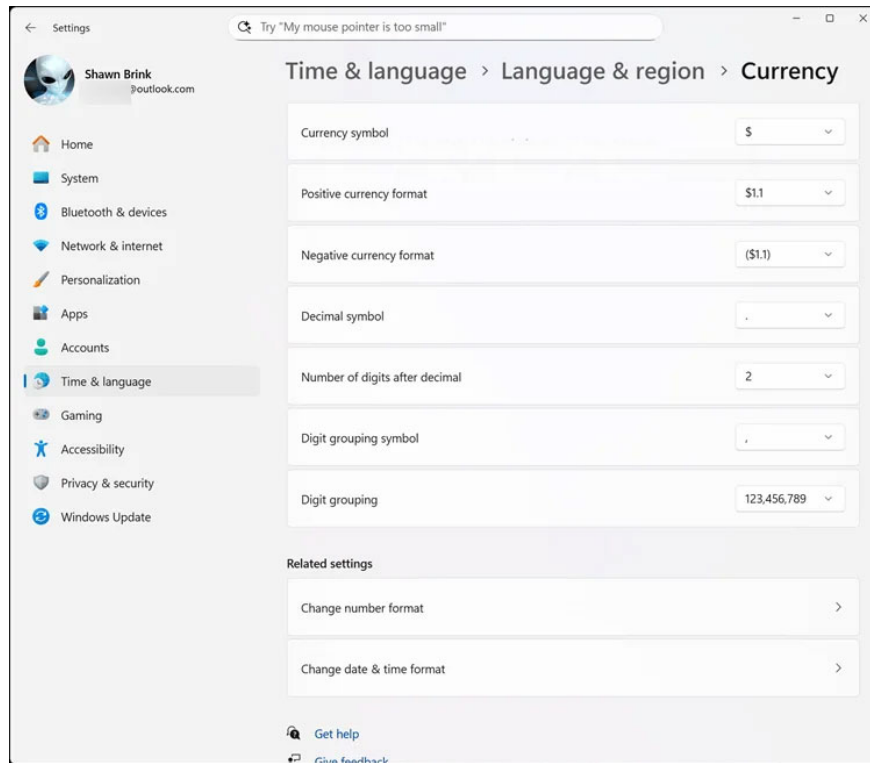 Settings
Try "My mouse pointer is too small"
Shawn Brink
@outlook.com
Home
System
Bluetooth & devices
Network & internet
Personalization
Apps
Accounts
Time & language
Gaming
Accessibility
Privacy & security
Windows Update
Time & language > Language & region > Currency
Currency symbol $
Positive currency format $1.1
Negative currency format ($1.1)
Decimal symbol .
Number of digits after decimal 2
Digit grouping symbol ,
Digit grouping 123,456,789
Related settings
Change number format
Change date & time format
Get help
Give feedback